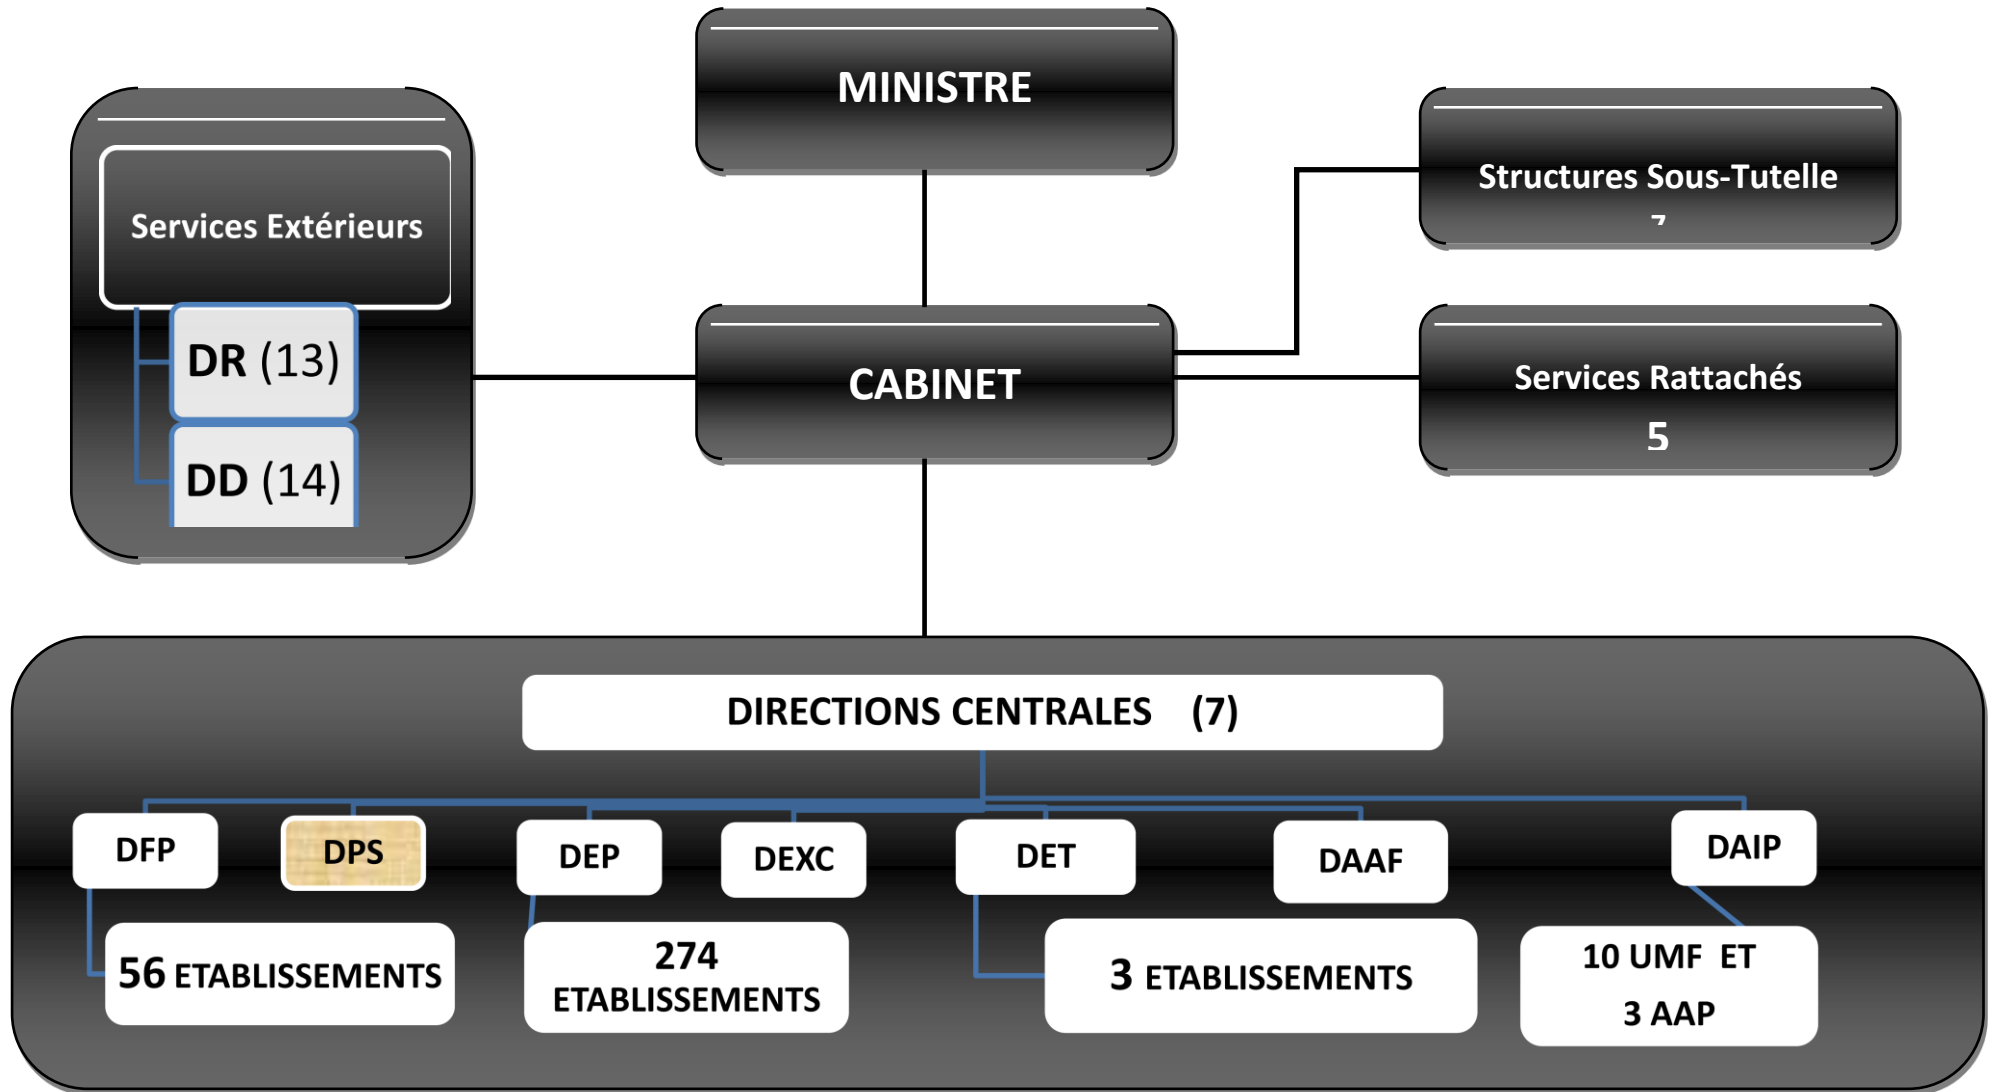 MINISTRE
Services Extérieurs
DR (13)
DD (14)
CABINET
Structures Sous-Tutelle
7
Services Rattachés
5
DIRECTIONS CENTRALES (7)
DFP
DPS
DEP
DEXC
DET
DAAF
DAIP
56 ETABLISSEMENTS
274
ETABLISSEMENTS
3 ETABLISSEMENTS
10 UMF ET
3 AAP